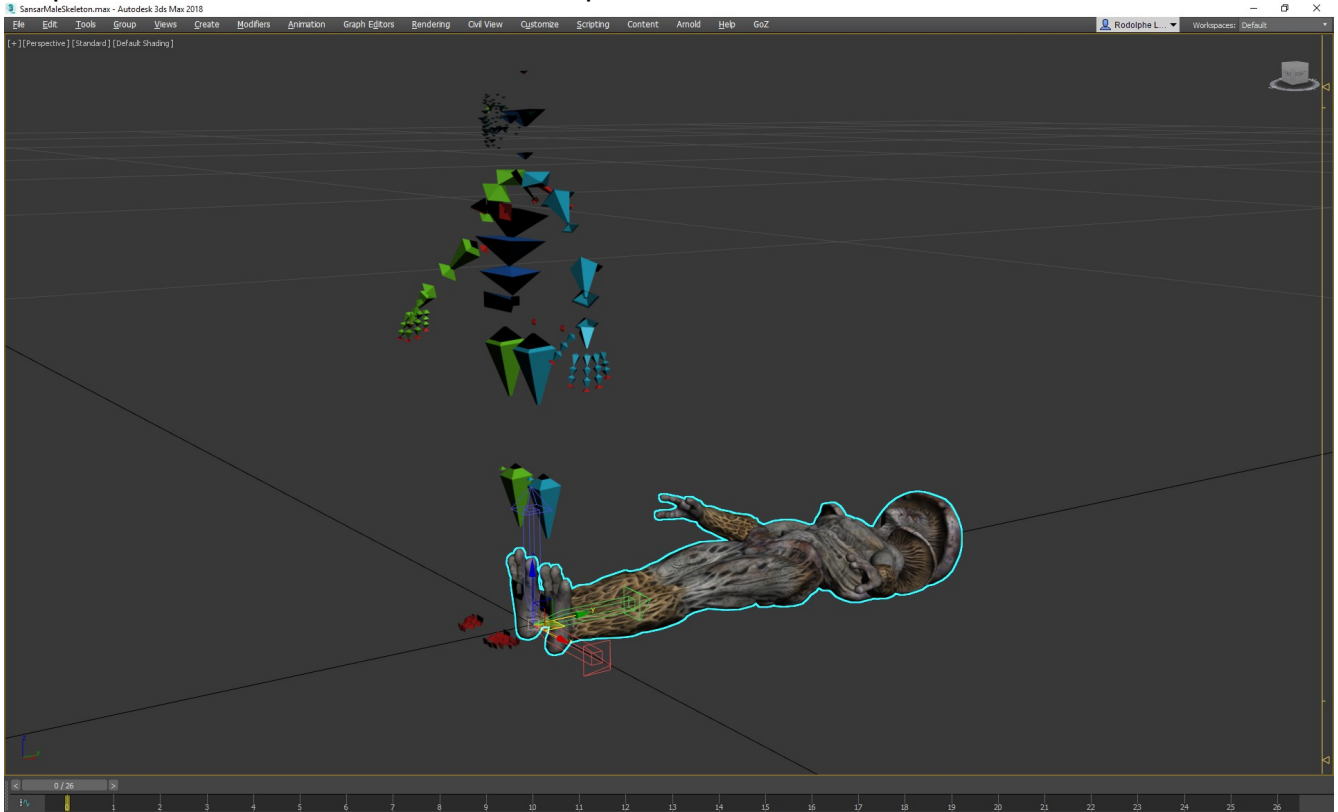 SansarMaleSkeleton.max - Autodesk 3ds Max 2018
File Edit Tools Group Views Create Modifiers Animation Graph Editors Rendering Civil View Customize Scripting Content Arnold Help GoZ Rodolphe L... Workspaces: Default
[+] [Perspective] [Standard] [Default Shading]
y
z
x
0 / 26
0 1 2 3 4 5 6 7 8 9 10 11 12 13 14 15 16 17 18 19 20 21 22 23 24 25 26